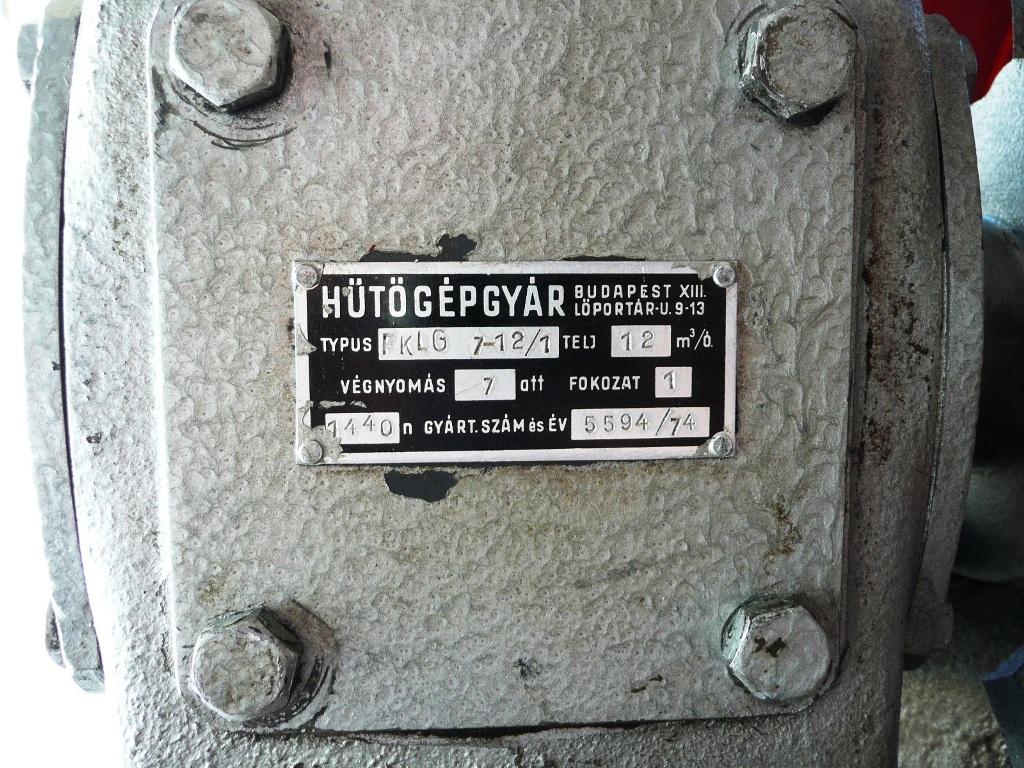 HŰTŐGÉPGYÁR BUDAPEST XIII.
LŐPORTÁR-U. 9-13
TYPUS FKLG 7-12/1 TELJ 12 m³/ó.
VÉGNYOMÁS 7 att FOKOZAT 1
1440 n GYÁRT. SZÁM és ÉV 5594/74